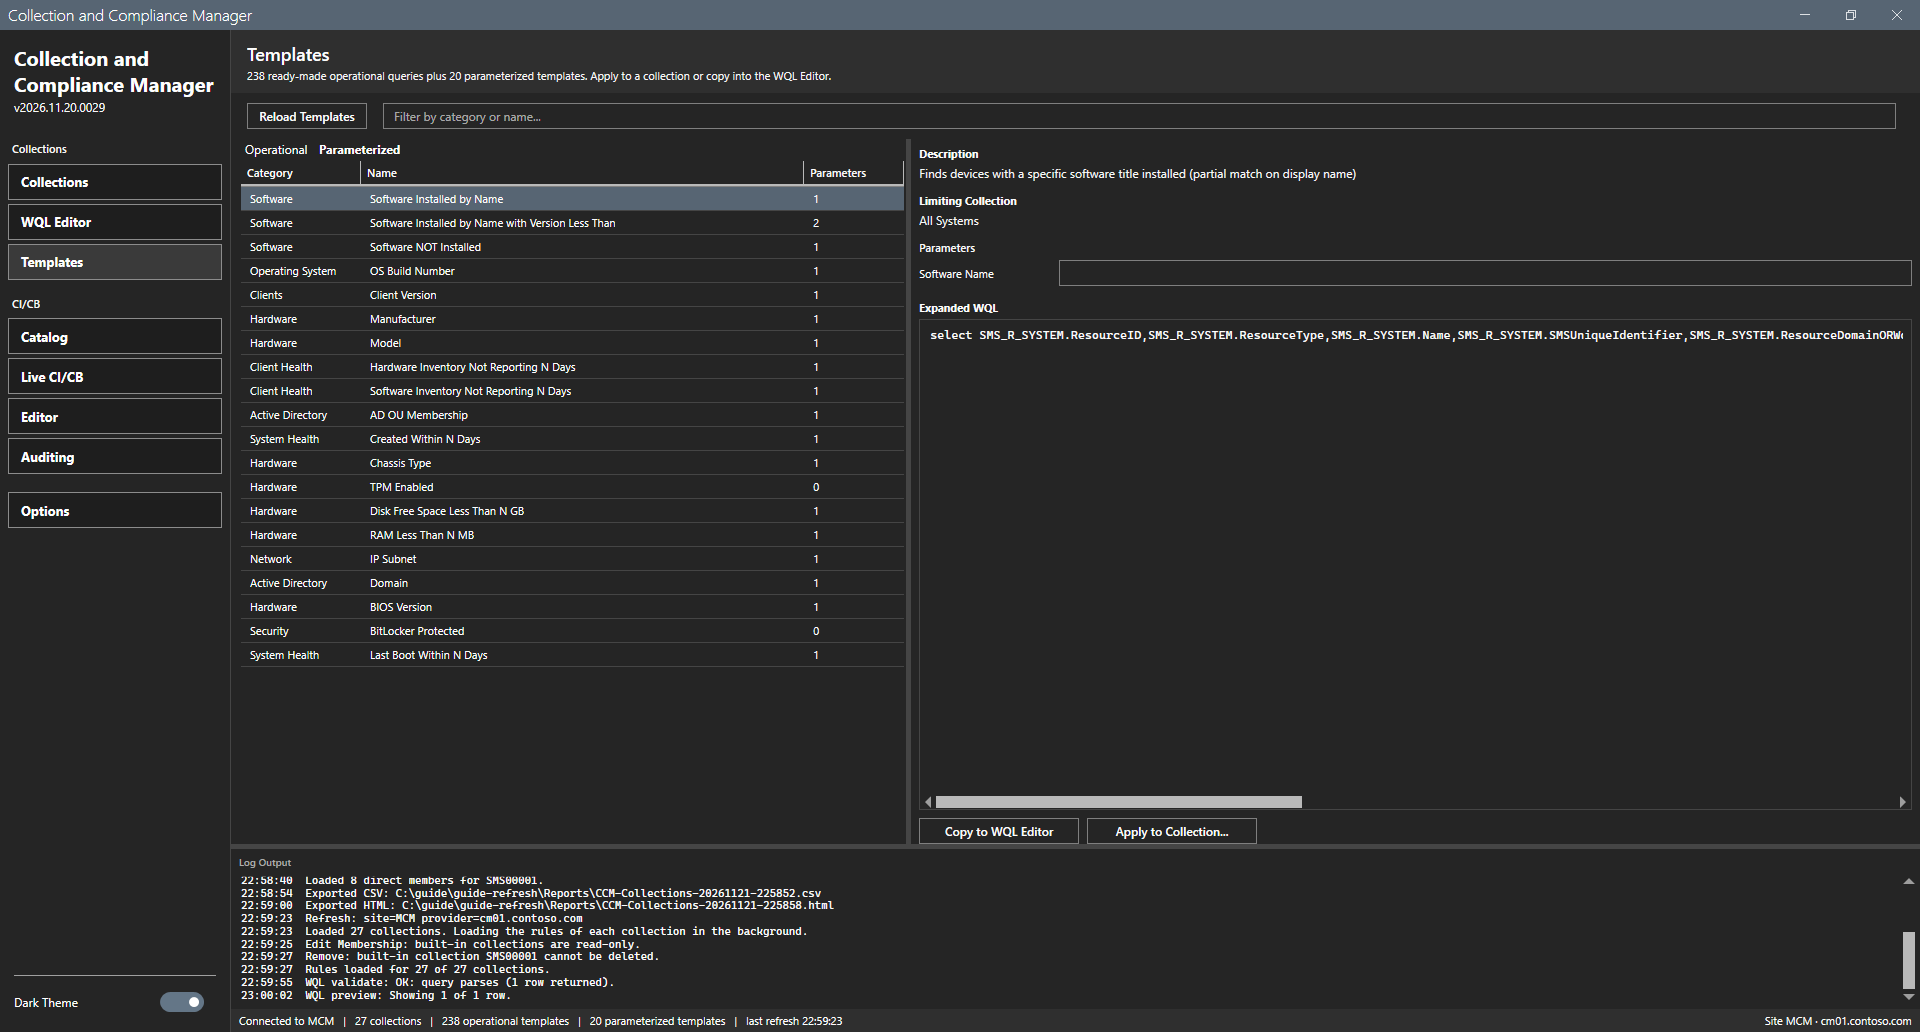 Collection and Compliance Manager
Collection and
Compliance Manager
v2026.11.20.0029
Collections
Collections
WQL Editor
Templates
CI/CB
Catalog
Live CI/CB
Editor
Auditing
Options
Dark Theme
Templates
238 ready-made operational queries plus 20 parameterized templates. Apply to a collection or copy into the WQL Editor.
Reload Templates
Filter by category or name...
Operational Parameterized
Category Name Parameters
Software Software Installed by Name 1
Software Software Installed by Name with Version Less Than 2
Software Software NOT Installed 1
Operating System OS Build Number 1
Clients Client Version 1
Hardware Manufacturer 1
Hardware Model 1
Client Health Hardware Inventory Not Reporting N Days 1
Client Health Software Inventory Not Reporting N Days 1
Active Directory AD OU Membership 1
System Health Created Within N Days 1
Hardware Chassis Type 1
Hardware TPM Enabled 0
Hardware Disk Free Space Less Than N GB 1
Hardware RAM Less Than N MB 1
Network IP Subnet 1
Active Directory Domain 1
Hardware BIOS Version 1
Security BitLocker Protected 0
System Health Last Boot Within N Days 1
Description
Finds devices with a specific software title installed (partial match on display name)
Limiting Collection
All Systems
Parameters
Software Name
Expanded WQL
select SMS_R_SYSTEM.ResourceID,SMS_R_SYSTEM.ResourceType,SMS_R_SYSTEM.Name,SMS_R_SYSTEM.SMSUniqueIdentifier,SMS_R_SYSTEM.ResourceDomainORW
Copy to WQL Editor
Apply to Collection...
Log Output
22:58:40 Loaded 8 direct members for SMS00001.
22:58:54 Exported CSV: C:\guide\guide-refresh\Reports\CCM-Collections-20261121-225852.csv
22:59:00 Exported HTML: C:\guide\guide-refresh\Reports\CCM-Collections-20261121-225858.html
22:59:23 Refresh: site=MCM provider=cm01.contoso.com
22:59:23 Loaded 27 collections. Loading the rules of each collection in the background.
22:59:25 Edit Membership: built-in collections are read-only.
22:59:27 Remove: built-in collection SMS00001 cannot be deleted.
22:59:27 Rules loaded for 27 of 27 collections.
22:59:55 WQL validate: OK: query parses (1 row returned).
23:00:02 WQL preview: Showing 1 of 1 row.
Connected to MCM | 27 collections | 238 operational templates | 20 parameterized templates | last refresh 22:59:23
Site MCM · cm01.contoso.com